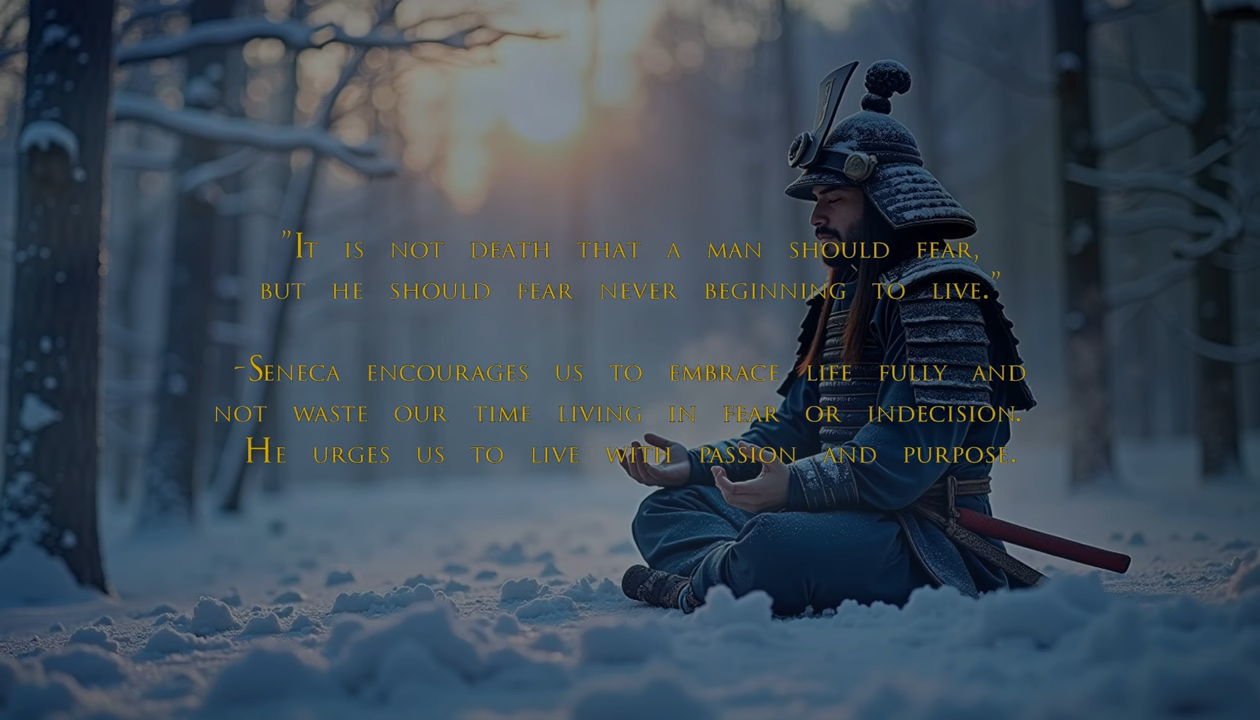 "It is not death that a man should fear,
but he should fear never beginning to live."
-Seneca encourages us to embrace life fully and
not waste our time living in fear or indecision.
He urges us to live with passion and purpose.